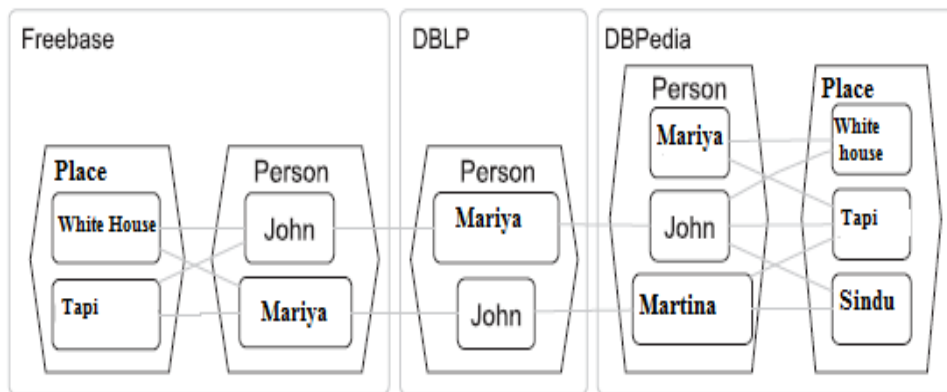 Freebase
Place
White House
Tapi
Person
John
Mariya
DBLP
Person
Mariya
John
DBPedia
Person
Mariya
John
Martina
Place
White
house
Tapi
Sindu